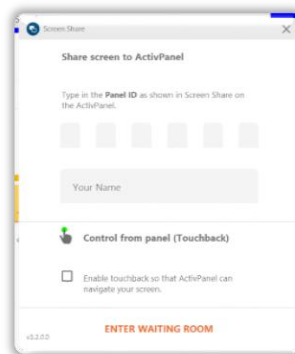 Screen Share
Share screen to ActivPanel
Type in the Panel ID as shown in Screen Share on
the ActivPanel.
Your Name
Control from panel (Touchback)
Enable touchback so that ActivPanel can
navigate your screen.
ENTER WAITING ROOM